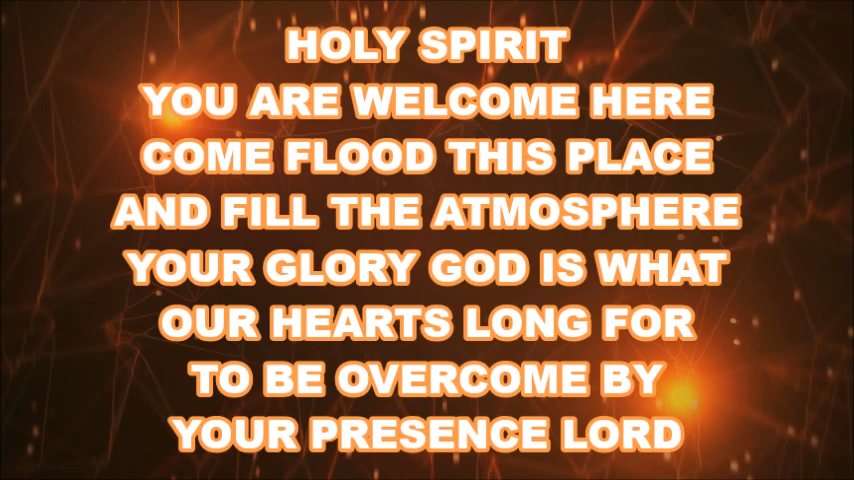 HOLY SPIRIT
YOU ARE WELCOME HERE
COME FLOOD THIS PLACE
AND FILL THE ATMOSPHERE
YOUR GLORY GOD IS WHAT
OUR HEARTS LONG FOR
TO BE OVERCOME BY
YOUR PRESENCE LORD